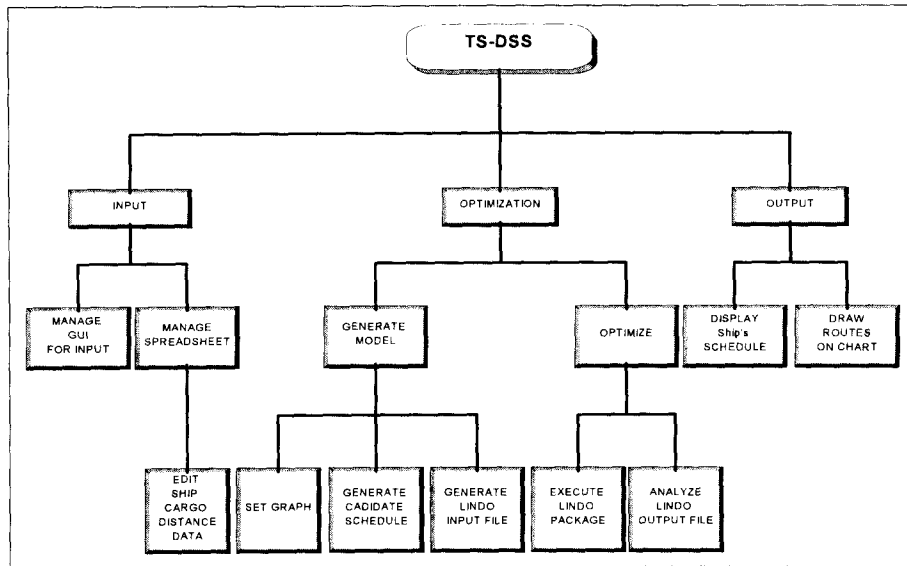 TS-DSS
INPUT
OPTIMIZATION
OUTPUT
MANAGE
GUI
FOR INPUT
MANAGE
SPREADSHEET
GENERATE
MODEL
OPTIMIZE
DISPLAY
Ship's
SCHEDULE
DRAW
ROUTES
ON CHART
EDIT
SHIP
CARGO
DISTANCE
DATA
SET GRAPH
GENERATE
CADIDATE
SCHEDULE
GENERATE
LINDO
INPUT FILE
EXECUTE
LINDO
PACKAGE
ANALYZE
LINDO
OUTPUT FILE